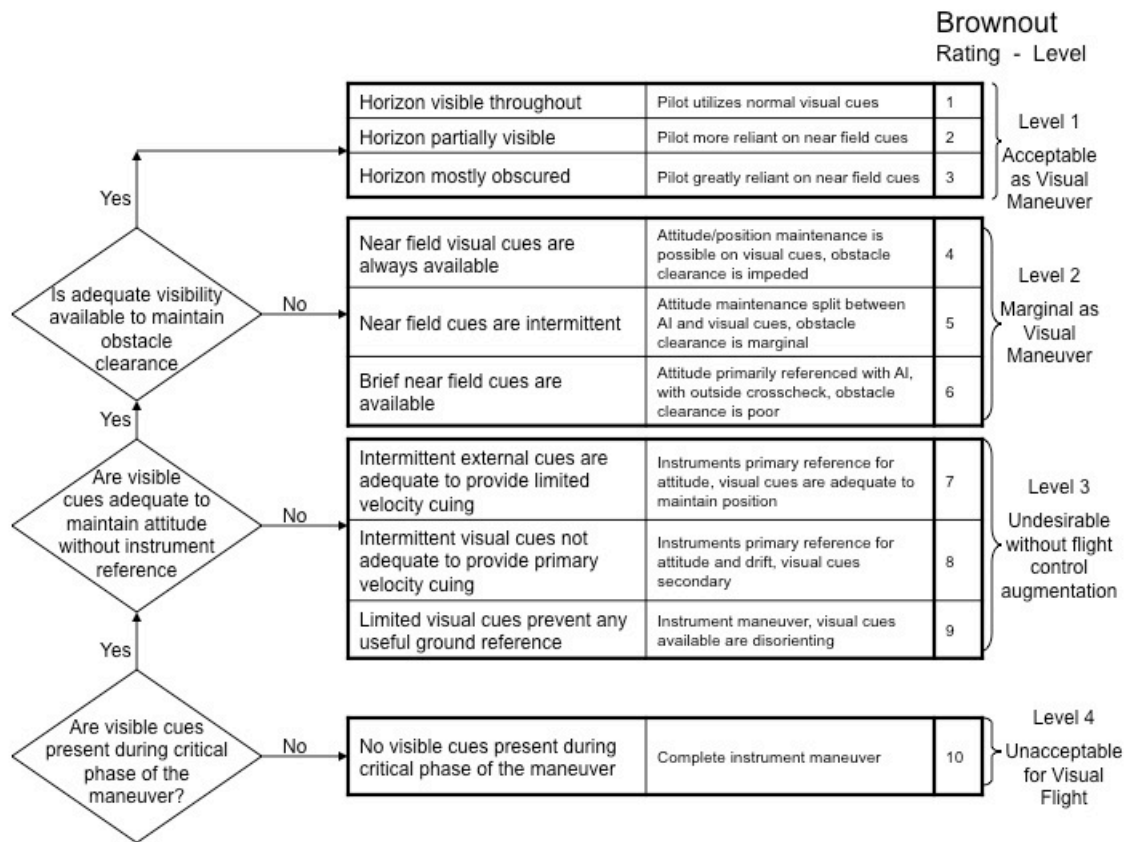 Brownout
Rating - Level
Horizon visible throughout
Pilot utilizes normal visual cues
1
Horizon partially visible
Pilot more reliant on near field cues
2
Horizon mostly obscured
Pilot greatly reliant on near field cues
3
Level 1
Acceptable
as Visual
Maneuver
Yes
Is adequate visibility
available to maintain
obstacle
clearance
No
Near field visual cues are
always available
Attitude/position maintenance is
possible on visual cues, obstacle
clearance is impeded
4
Near field cues are intermittent
Attitude maintenance split between
AI and visual cues, obstacle
clearance is marginal
5
Brief near field cues are
available
Attitude primarily referenced with AI,
with outside crosscheck, obstacle
clearance is poor
6
Level 2
Marginal as
Visual
Maneuver
Yes
Are visible
cues adequate to
maintain attitude
without instrument
reference
No
Intermittent external cues are
adequate to provide limited
velocity cuing
Instruments primary reference for
attitude, visual cues are adequate to
maintain position
7
Intermittent visual cues not
adequate to provide primary
velocity cuing
Instruments primary reference for
attitude and drift, visual cues
secondary
8
Limited visual cues prevent any
useful ground reference
Instrument maneuver, visual cues
available are disorienting
9
Level 3
Undesirable
without flight
control
augmentation
Yes
Are visible cues
present during critical
phase of the
maneuver?
No
No visible cues present during
critical phase of the maneuver
Complete instrument maneuver
10
Level 4
Unacceptable
for Visual
Flight